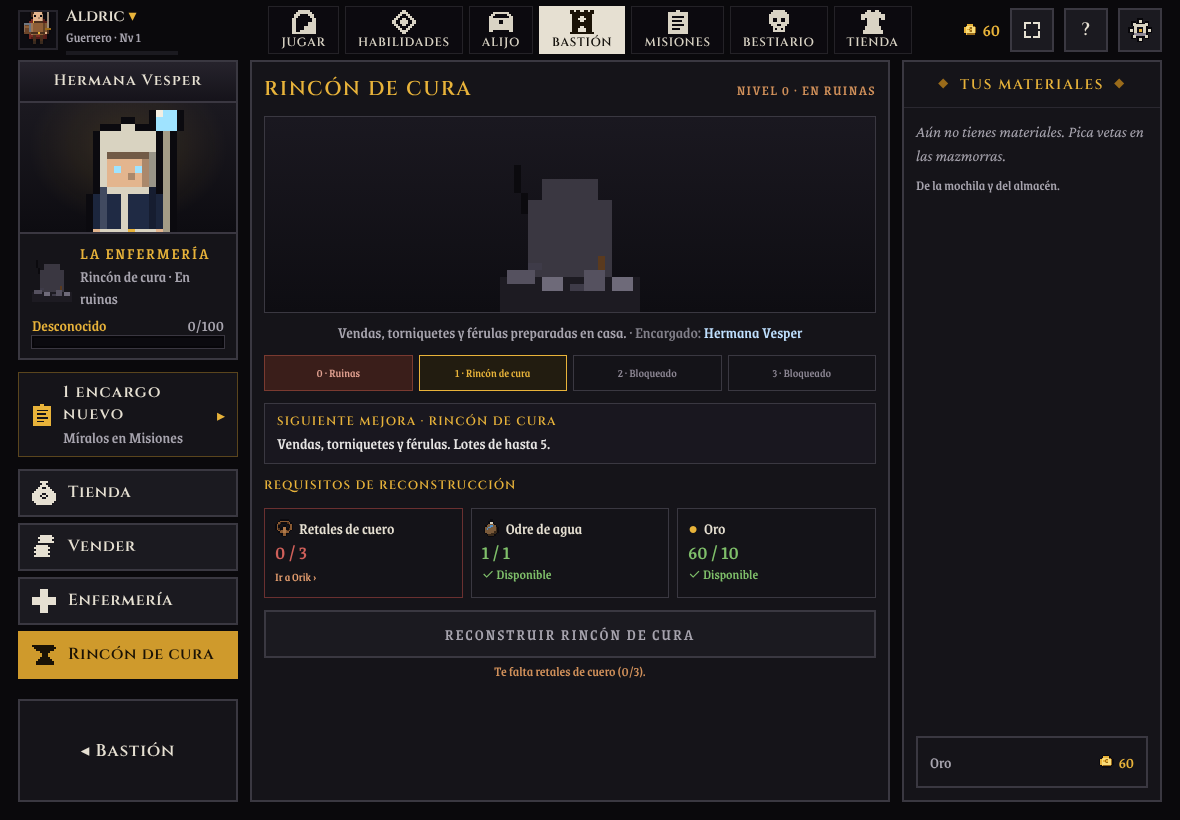 Aldric ▾
Guerrero · Nv 1
JUGAR
HABILIDADES
ALIJO
BASTIÓN
MISIONES
BESTIARIO
TIENDA
60
?
Hermana Vesper
LA ENFERMERÍA
Rincón de cura · En
ruinas
Desconocido 0/100
1 encargo
nuevo
Míralos en Misiones
▸
Tienda
Vender
Enfermería
Rincón de cura
◂ Bastión
RINCÓN DE CURA
NIVEL 0 · EN RUINAS
Vendas, torniquetes y férulas preparadas en casa. · Encargado: Hermana Vesper
0 · Ruinas
1 · Rincón de cura
2 · Bloqueado
3 · Bloqueado
SIGUIENTE MEJORA · RINCÓN DE CURA
Vendas, torniquetes y férulas. Lotes de hasta 5.
REQUISITOS DE RECONSTRUCCIÓN
Retales de cuero
0 / 3
Ir a Orik ›
Odre de agua
1 / 1
✓ Disponible
Oro
60 / 10
✓ Disponible
RECONSTRUIR RINCÓN DE CURA
Te falta retales de cuero (0/3).
◆ TUS MATERIALES ◆
Aún no tienes materiales. Pica vetas en
las mazmorras.
De la mochila y del almacén.
Oro 60